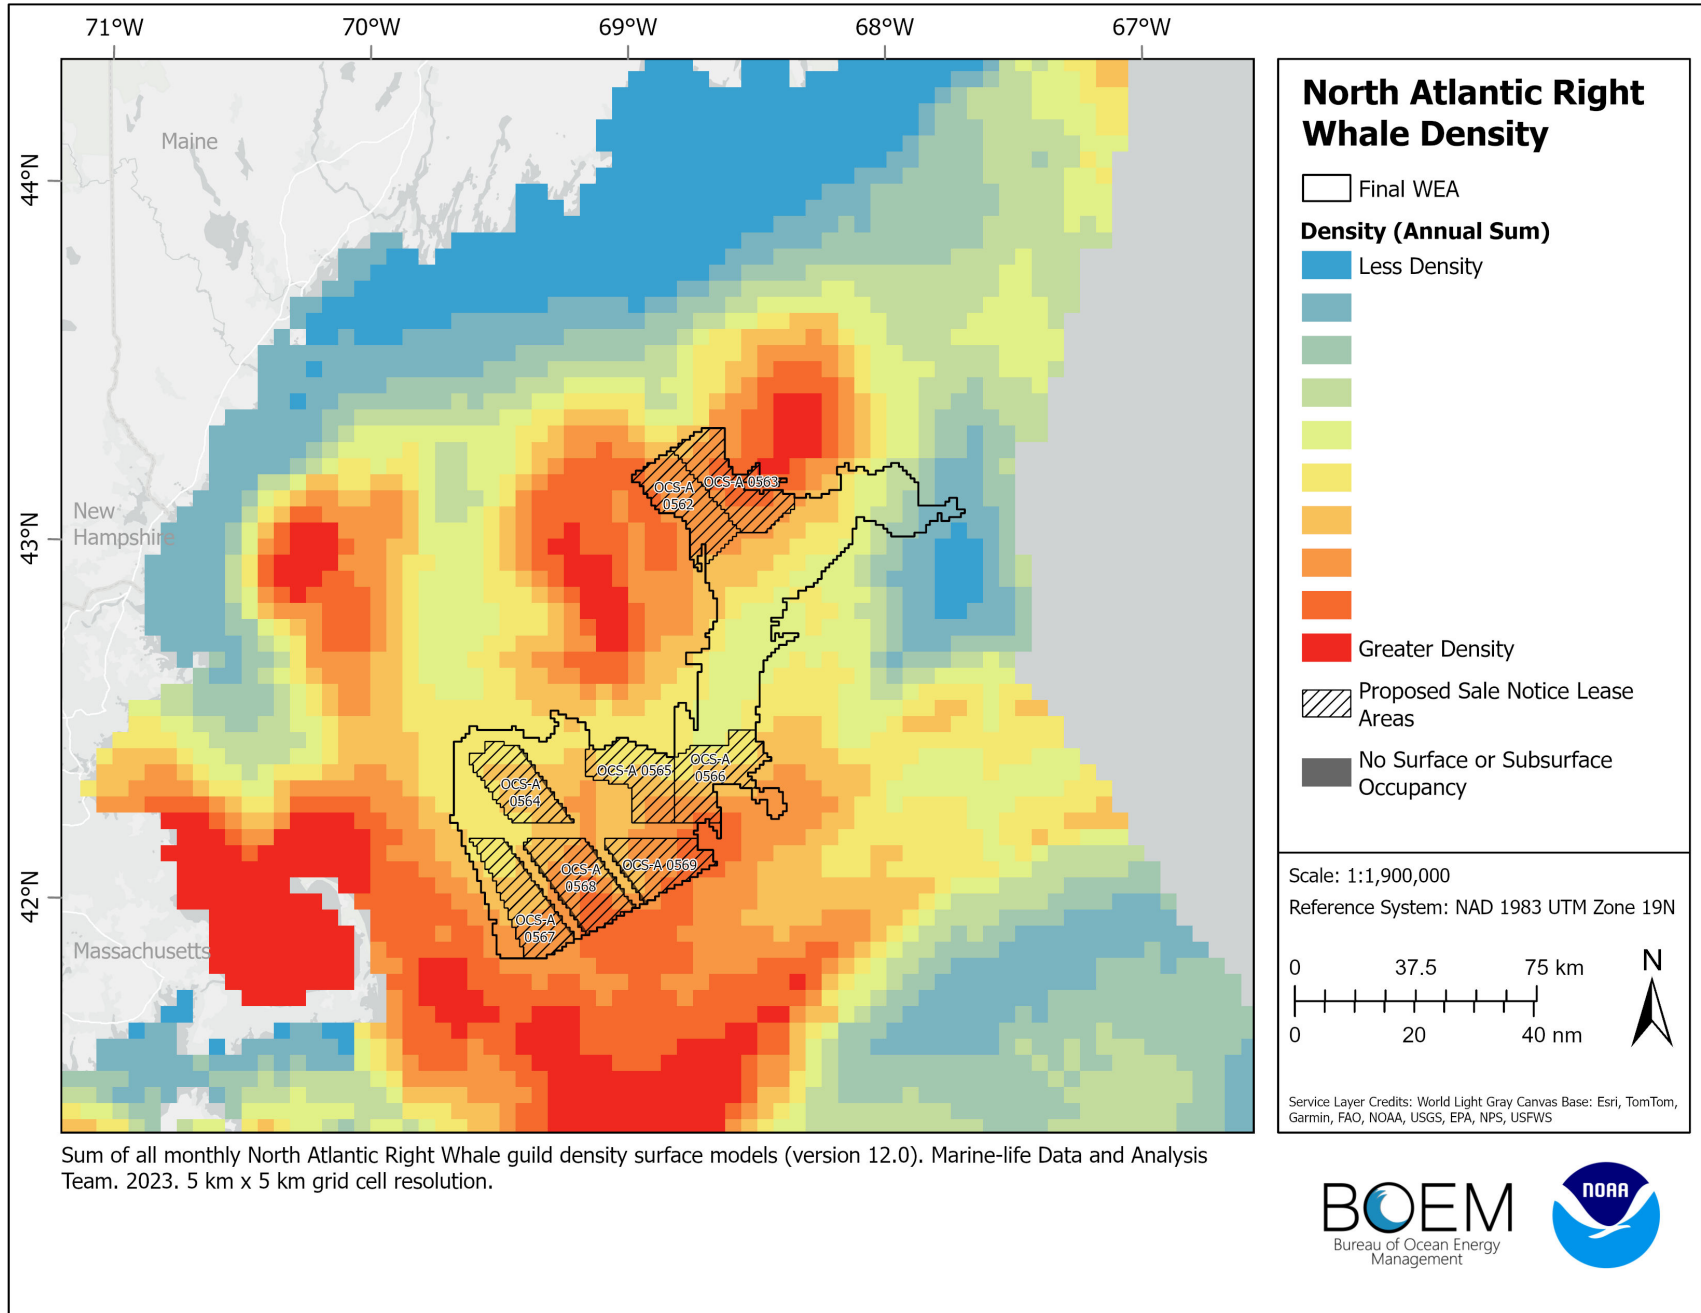 71°W
70°W
69°W
68°W
67°W
44°N
43°N
42°N
Maine
New
Hampshire
Massachusetts
OCS-A
0562
OCS-A 0563
OCS-A
0564
OCS-A 0565
OCS-A
0566
OCS-A
0567
OCS-A
0568
OCS-A 0569
North Atlantic Right
Whale Density
Final WEA
Density (Annual Sum)
Less Density
Greater Density
Proposed Sale Notice Lease
Areas
No Surface or Subsurface
Occupancy
Scale: 1:1,900,000
Reference System: NAD 1983 UTM Zone 19N
0 37.5 75 km
0 20 40 nm
N
Service Layer Credits: World Light Gray Canvas Base: Esri, TomTom,
Garmin, FAO, NOAA, USGS, EPA, NPS, USFWS
Sum of all monthly North Atlantic Right Whale guild density surface models (version 12.0). Marine-life Data and Analysis
Team. 2023. 5 km x 5 km grid cell resolution.
BOEM
Bureau of Ocean Energy
Management
NOAA